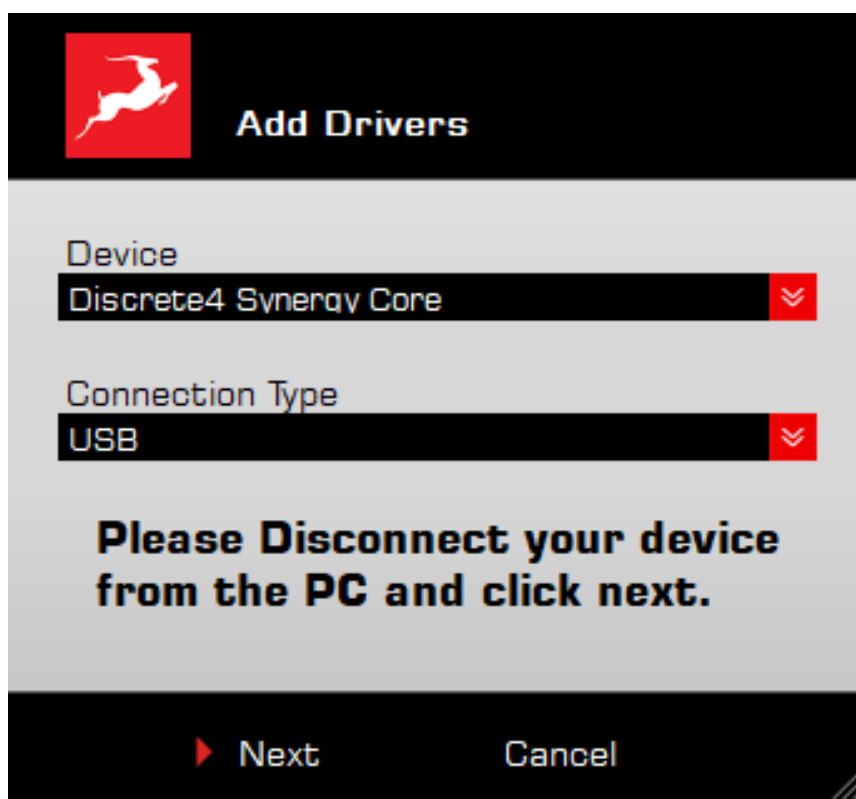 Add Drivers
Device
Discrete4 Synergy Core
Connection Type
USB
Please Disconnect your device
from the PC and click next.
Next
Cancel